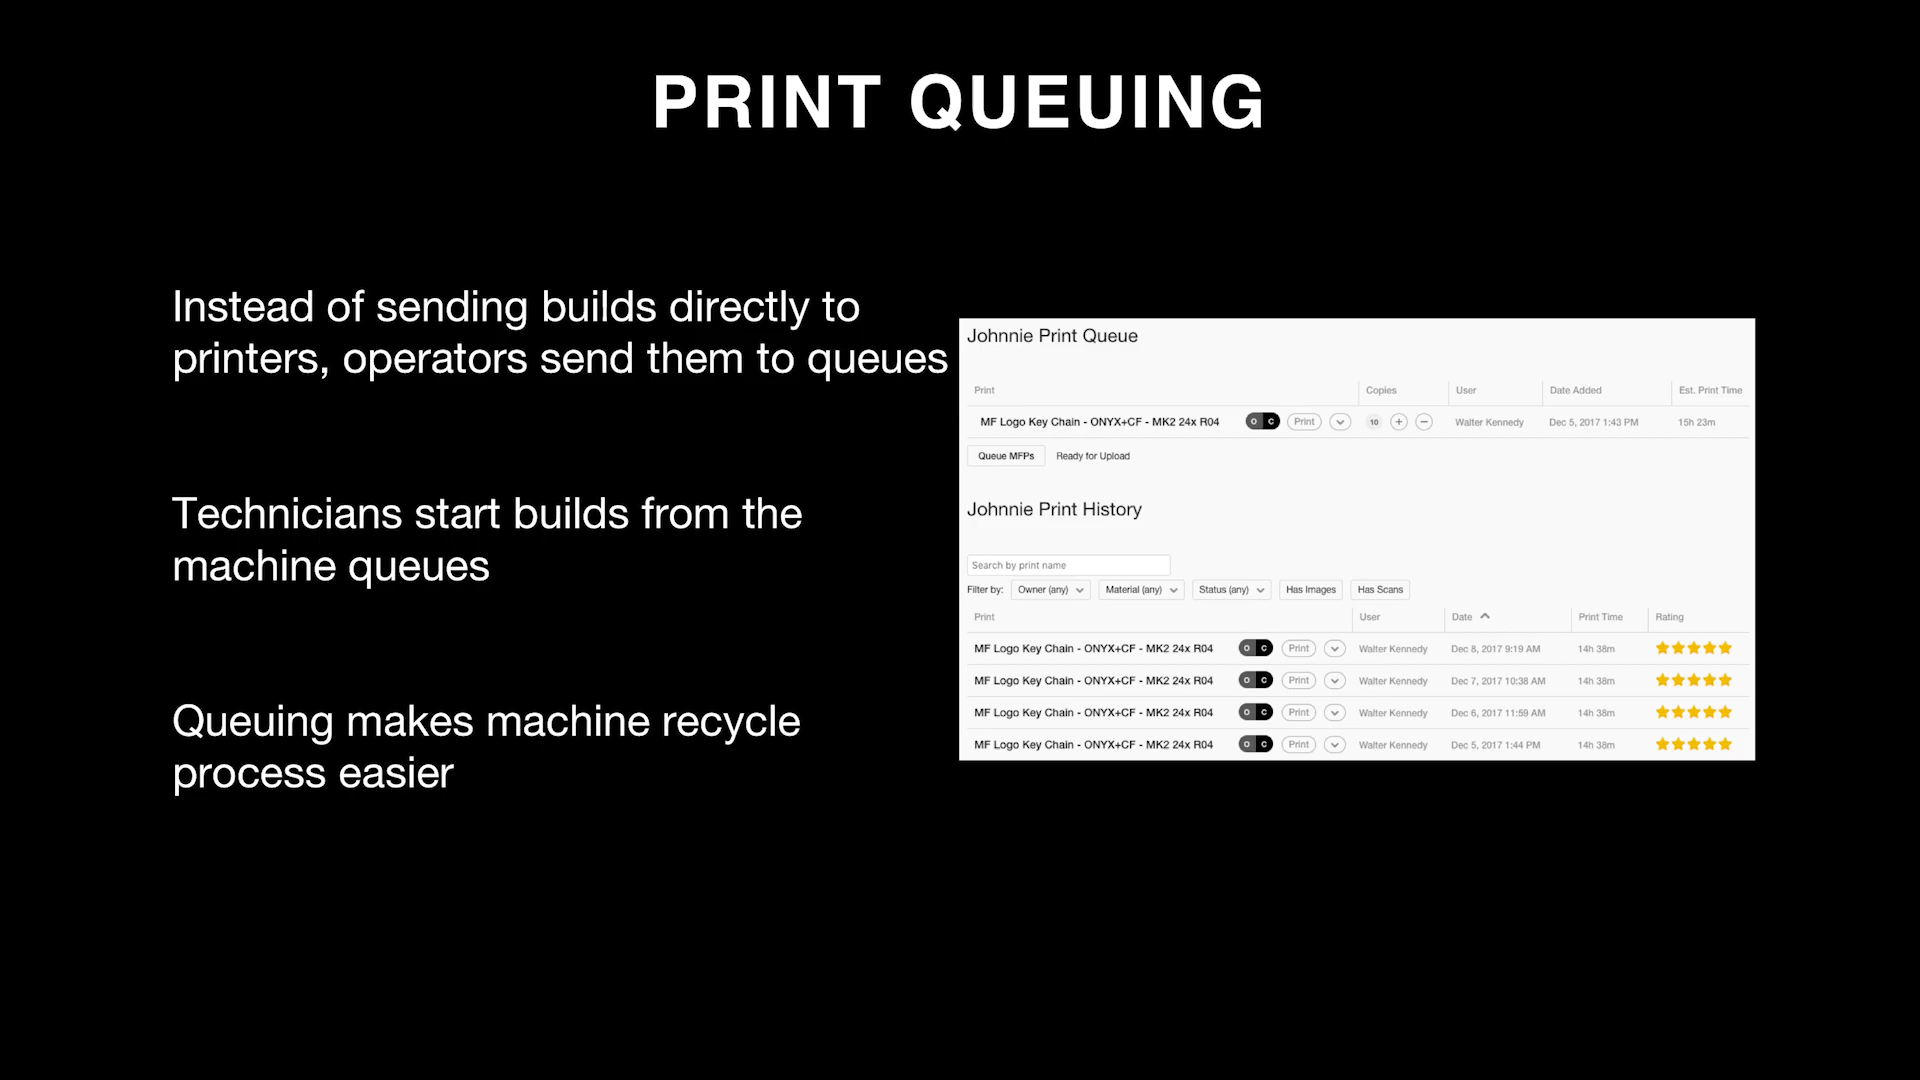 PRINT QUEUING
Instead of sending builds directly to
printers, operators send them to queues
Technicians start builds from the
machine queues
Queuing makes machine recycle
process easier
Johnnie Print Queue
Print Copies User Date Added Est. Print Time
MF Logo Key Chain - ONYX+CF - MK2 24x R04 O C Print 10 + − Walter Kennedy Dec 5, 2017 1:43 PM 15h 23m
Queue MFPs Ready for Upload
Johnnie Print History
Search by print name
Filter by: Owner (any) Material (any) Status (any) Has Images Has Scans
Print User Date Print Time Rating
MF Logo Key Chain - ONYX+CF - MK2 24x R04 O C Print Walter Kennedy Dec 8, 2017 9:19 AM 14h 38m
MF Logo Key Chain - ONYX+CF - MK2 24x R04 O C Print Walter Kennedy Dec 7, 2017 10:38 AM 14h 38m
MF Logo Key Chain - ONYX+CF - MK2 24x R04 O C Print Walter Kennedy Dec 6, 2017 11:59 AM 14h 38m
MF Logo Key Chain - ONYX+CF - MK2 24x R04 O C Print Walter Kennedy Dec 5, 2017 1:44 PM 14h 38m